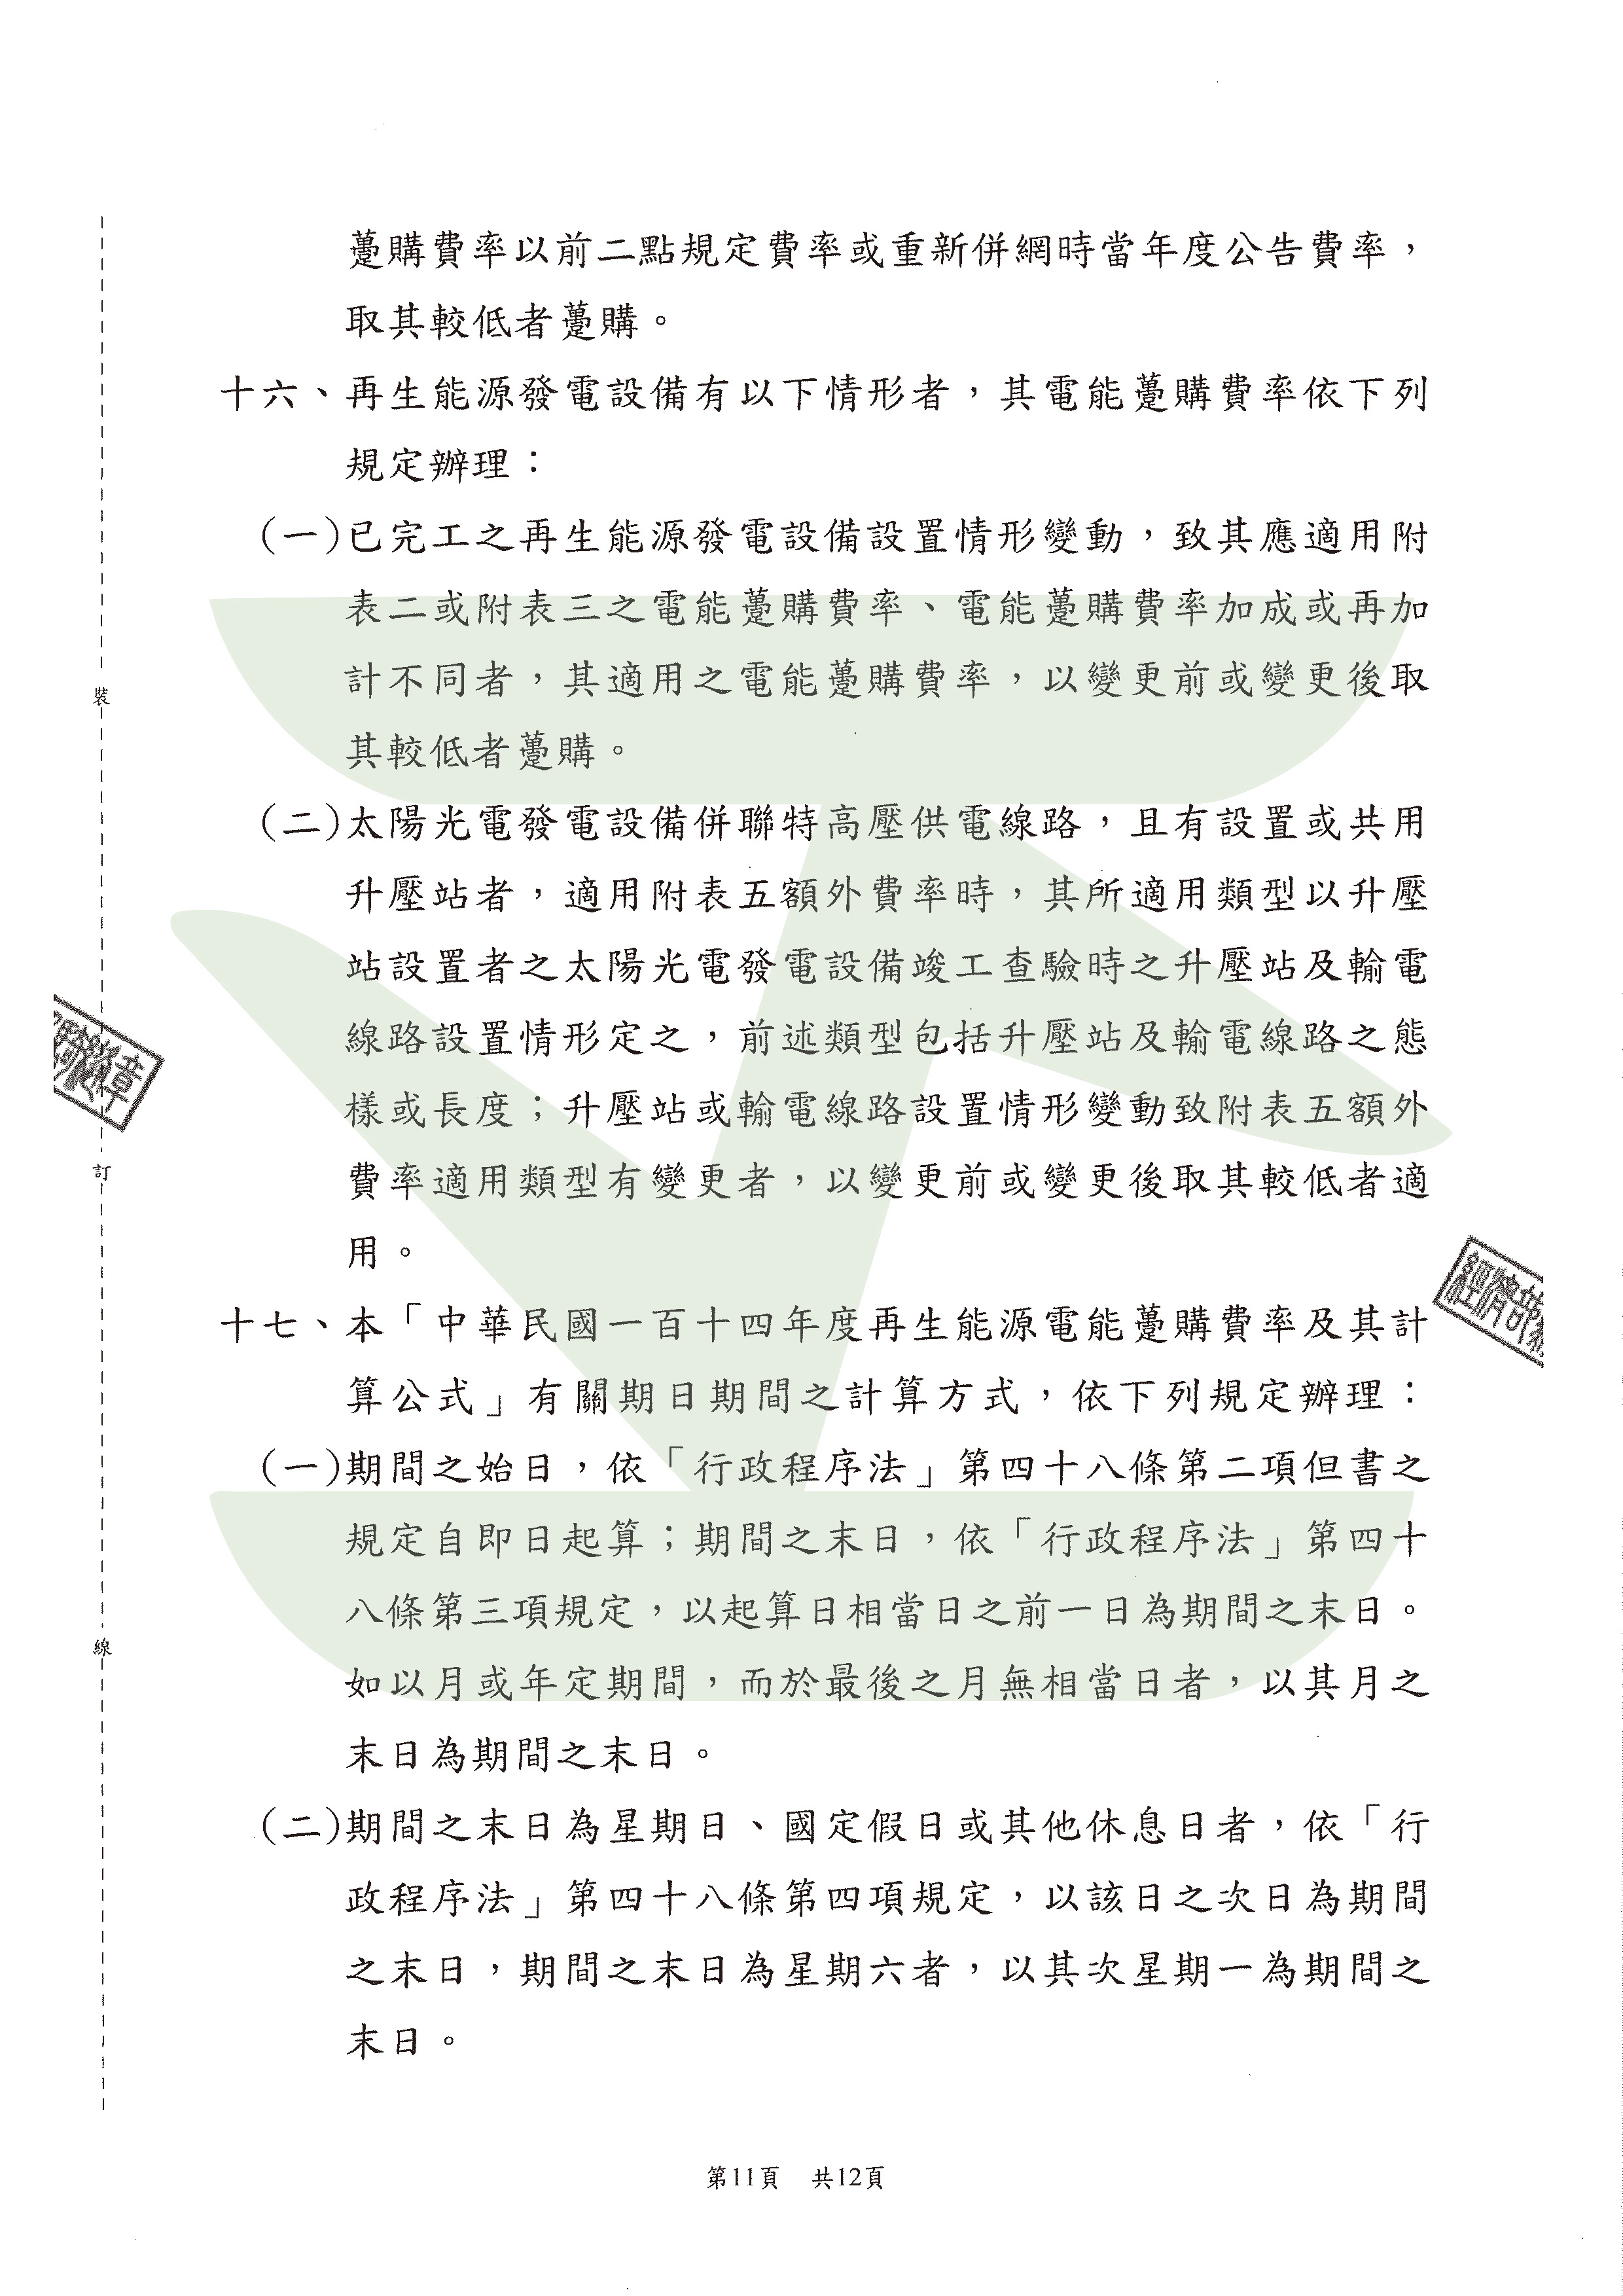 躉購費率以前二點規定費率或重新併網時當年度公告費率，
取其較低者躉購。
十六、再生能源發電設備有以下情形者，其電能躉購費率依下列
規定辦理：
(一)已完工之再生能源發電設備設置情形變動，致其應適用附
表二或附表三之電能躉購費率、電能躉購費率加成或再加
計不同者，其適用之電能躉購費率，以變更前或變更後取
其較低者躉購。
(二)太陽光電發電設備併聯特高壓供電線路，且有設置或共用
升壓站者，適用附表五額外費率時，其所適用類型以升壓
站設置者之太陽光電發電設備竣工查驗時之升壓站及輸電
線路設置情形定之，前述類型包括升壓站及輸電線路之態
樣或長度；升壓站或輸電線路設置情形變動致附表五額外
費率適用類型有變更者，以變更前或變更後取其較低者適
用。
十七、本「中華民國一百十四年度再生能源電能躉購費率及其計
算公式」有關期日期間之計算方式，依下列規定辦理：
(一)期間之始日，依「行政程序法」第四十八條第二項但書之
規定自即日起算；期間之末日，依「行政程序法」第四十
八條第三項規定，以起算日相當日之前一日為期間之末日。
如以月或年定期間，而於最後之月無相當日者，以其月之
末日為期間之末日。
(二)期間之末日為星期日、國定假日或其他休息日者，依「行
政程序法」第四十八條第四項規定，以該日之次日為期間
之末日，期間之末日為星期六者，以其次星期一為期間之
末日。
裝
訂
線
章
經濟部
第11頁 共12頁